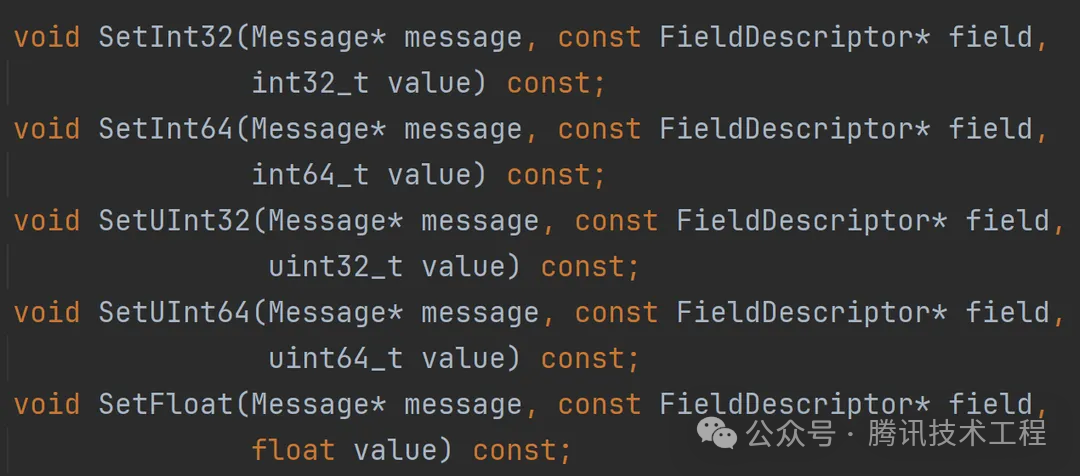 void SetInt32(Message* message, const FieldDescriptor* field,
int32_t value) const;
void SetInt64(Message* message, const FieldDescriptor* field,
int64_t value) const;
void SetUInt32(Message* message, const FieldDescriptor* field,
uint32_t value) const;
void SetUInt64(Message* message, const FieldDescriptor* field,
uint64_t value) const;
void SetFloat(Message* message, const FieldDescriptor* field,
float value) const;
公众号 · 腾讯技术工程